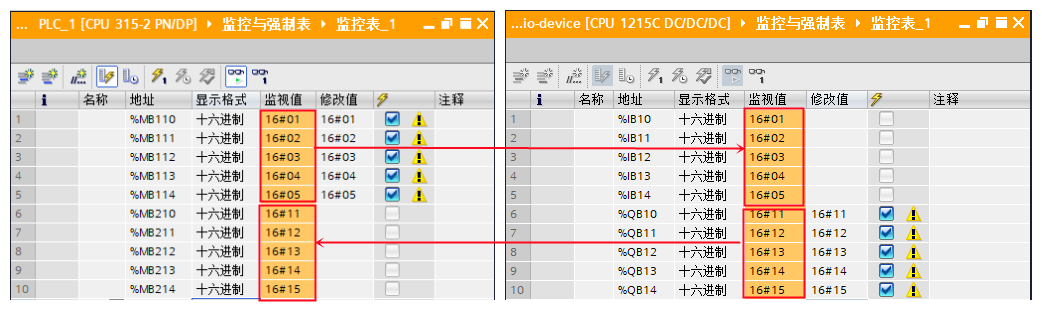 ... PLC_1 [CPU 315-2 PN/DP] ▸ 监控与强制表 ▸ 监控表_1
i 名称 地址 显示格式 监视值 修改值 注释
1 %MB110 十六进制 16#01 16#01
2 %MB111 十六进制 16#02 16#02
3 %MB112 十六进制 16#03 16#03
4 %MB113 十六进制 16#04 16#04
5 %MB114 十六进制 16#05 16#05
6 %MB210 十六进制 16#11
7 %MB211 十六进制 16#12
8 %MB212 十六进制 16#13
9 %MB213 十六进制 16#14
10 %MB214 十六进制 16#15
...io-device [CPU 1215C DC/DC/DC] ▸ 监控与强制表 ▸ 监控表_1
i 名称 地址 显示格式 监视值 修改值 注释
1 %IB10 十六进制 16#01
2 %IB11 十六进制 16#02
3 %IB12 十六进制 16#03
4 %IB13 十六进制 16#04
5 %IB14 十六进制 16#05
6 %QB10 十六进制 16#11 16#11
7 %QB11 十六进制 16#12 16#12
8 %QB12 十六进制 16#13 16#13
9 %QB13 十六进制 16#14 16#14
10 %QB14 十六进制 16#15 16#15